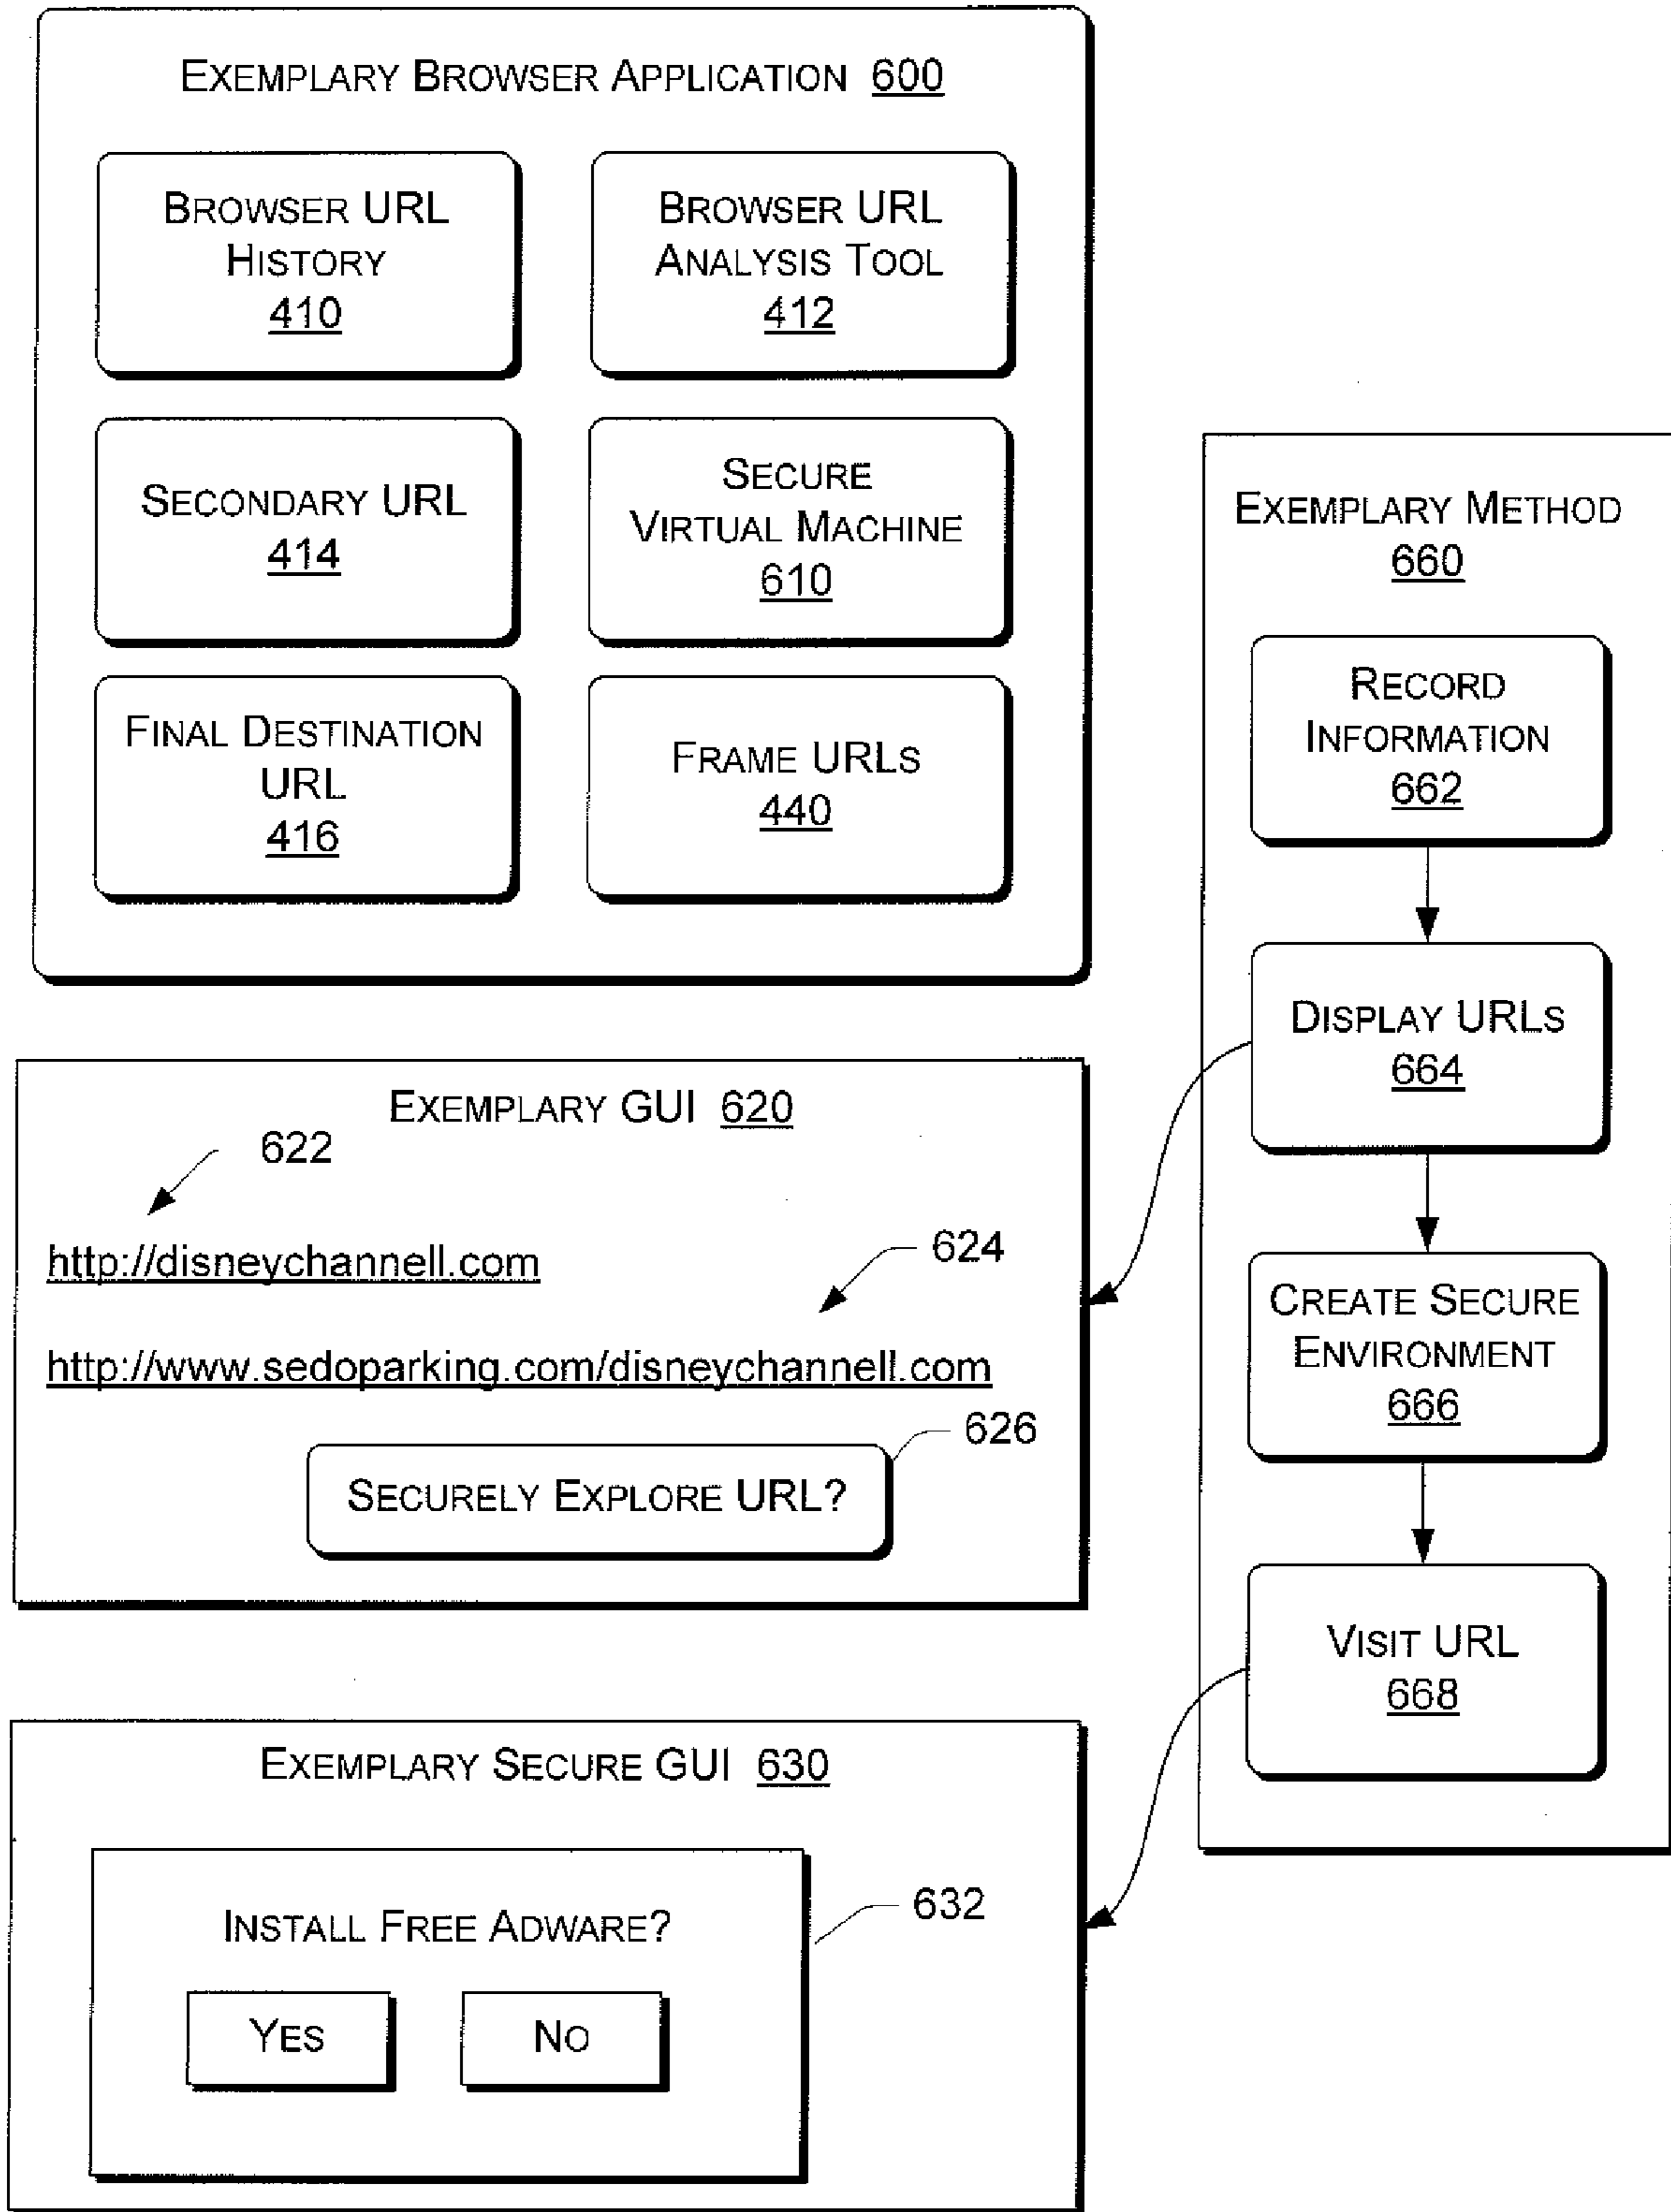 EXEMPLARY BROWSER APPLICATION 600
BROWSER URL
HISTORY
410
BROWSER URL
ANALYSIS TOOL
412
SECONDARY URL
414
SECURE
VIRTUAL MACHINE
610
FINAL DESTINATION
URL
416
FRAME URLS
440
EXEMPLARY GUI 620
622
http://disneychannell.com
624
http://www.sedoparking.com/disneychannell.com
626
SECURELY EXPLORE URL?
EXEMPLARY SECURE GUI 630
632
INSTALL FREE ADWARE?
YES
NO
EXEMPLARY METHOD
660
RECORD
INFORMATION
662
DISPLAY URLS
664
CREATE SECURE
ENVIRONMENT
666
VISIT URL
668